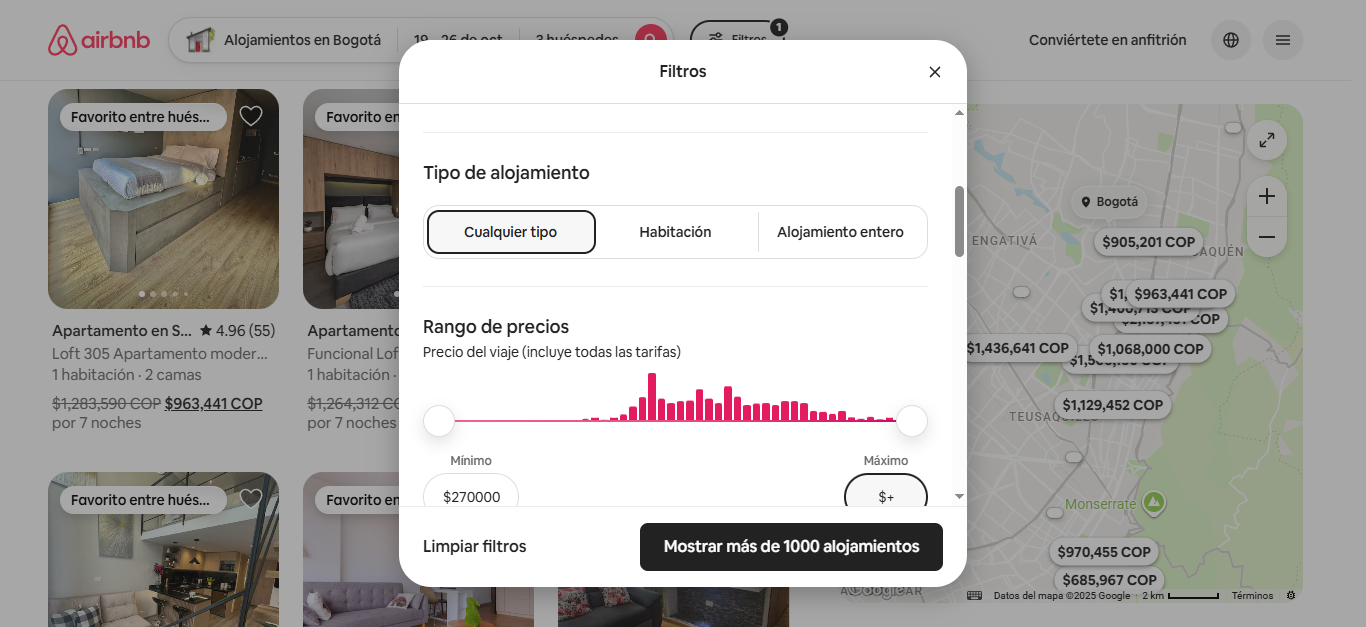 airbnb
Alojamientos en Bogotá
19 – 26 de oct.
3 huéspedes
Filtros
1
Conviértete en anfitrión
Favorito entre hués...
Apartamento en S... 4.96 (55)
Loft 305 Apartamento moder...
1 habitación · 2 camas
$1,283,590 COP $963,441 COP
por 7 noches
Favorito en
Apartamento
Funcional Lof
1 habitación ·
$1,264,312 CO
por 7 noches
Favorito entre hués...
Favorito en
Filtros
Tipo de alojamiento
Cualquier tipo
Habitación
Alojamiento entero
Rango de precios
Precio del viaje (incluye todas las tarifas)
Mínimo
Máximo
$270000
$+
Limpiar filtros
Mostrar más de 1000 alojamientos
Bogotá
ENGATIVÁ
$905,201 COP
$963,441 COP
$1,436,641 COP
$1,068,000 COP
$1,129,452 COP
Monserrate
$970,455 COP
$685,967 COP
Google
Datos del mapa ©2025 Google
2 km
Términos